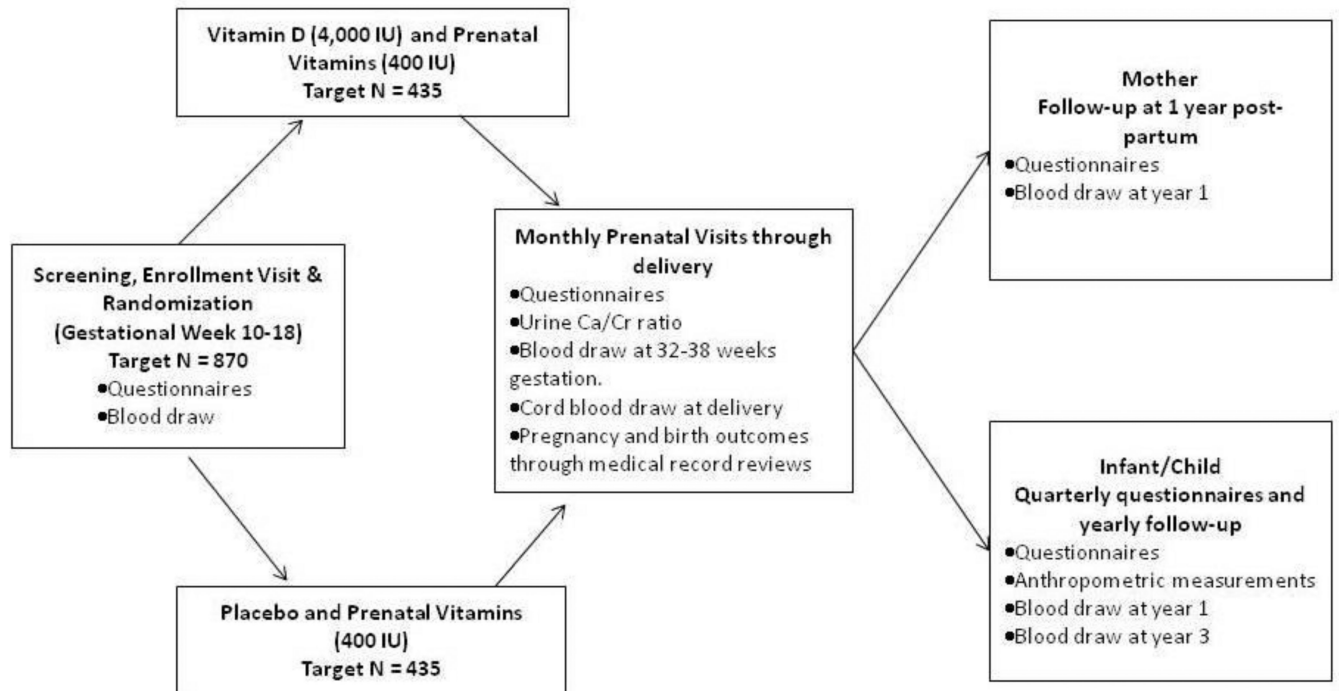 Vitamin D (4,000 IU) and Prenatal
Vitamins (400 IU)
Target N = 435
Screening, Enrollment Visit &
Randomization
(Gestational Week 10-18)
Target N = 870
●Questionnaires
●Blood draw
Placebo and Prenatal Vitamins
(400 IU)
Target N = 435
Monthly Prenatal Visits through
delivery
●Questionnaires
●Urine Ca/Cr ratio
●Blood draw at 32-38 weeks
gestation.
●Cord blood draw at delivery
●Pregnancy and birth outcomes
through medical record reviews
Mother
Follow-up at 1 year post-
partum
●Questionnaires
●Blood draw at year 1
Infant/Child
Quarterly questionnaires and
yearly follow-up
●Questionnaires
●Anthropometric measurements
●Blood draw at year 1
●Blood draw at year 3